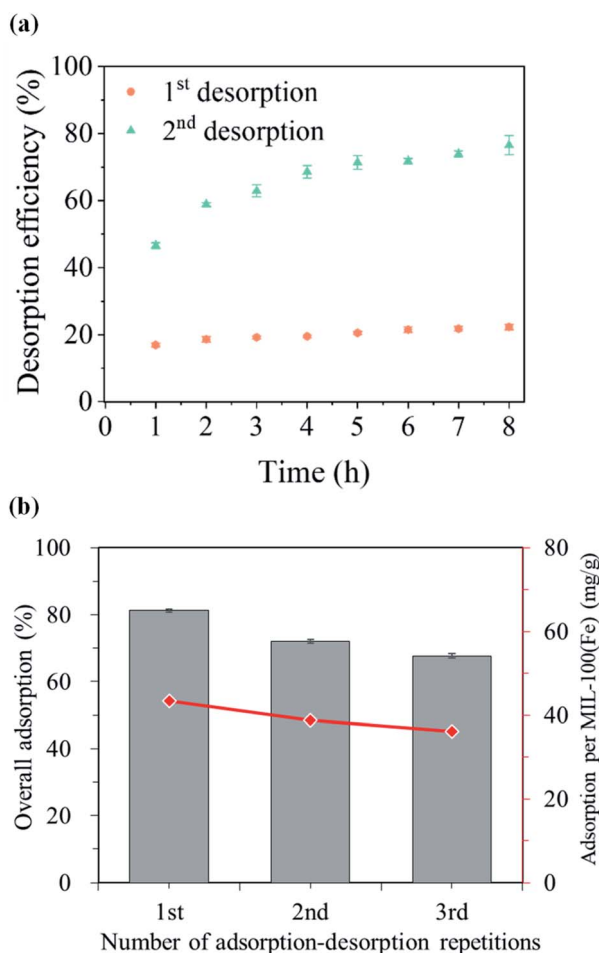 (a)
100
80
60
40
20
0
Desorption efficiency (%)
1st desorption
2nd desorption
0 1 2 3 4 5 6 7 8
Time (h)
(b)
100
80
60
40
20
0
Overall adsorption (%)
80
60
40
20
0
Adsorption per MIL-100(Fe) (mg/g)
1st 2nd 3rd
Number of adsorption-desorption repetitions